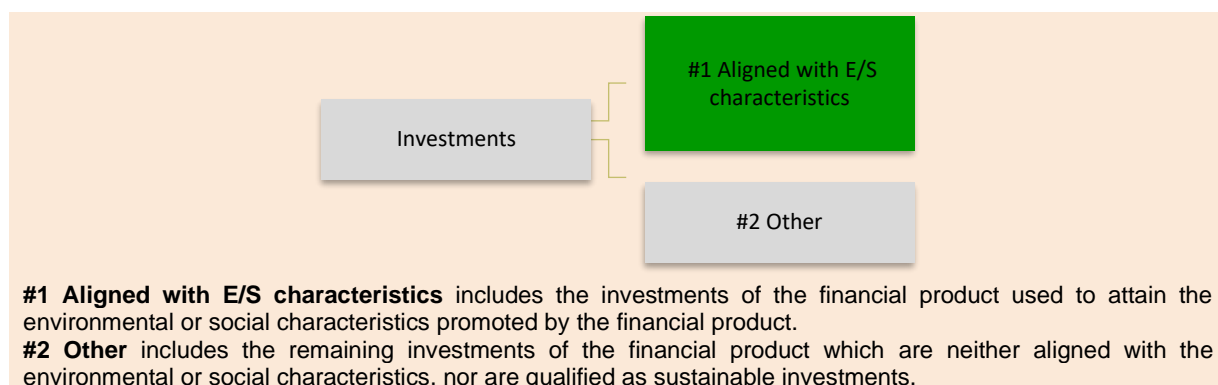 #1 Aligned with E/S
characteristics
Investments
#2 Other
#1 Aligned with E/S characteristics includes the investments of the financial product used to attain the
environmental or social characteristics promoted by the financial product.
#2 Other includes the remaining investments of the financial product which are neither aligned with the
environmental or social characteristics, nor are qualified as sustainable investments.